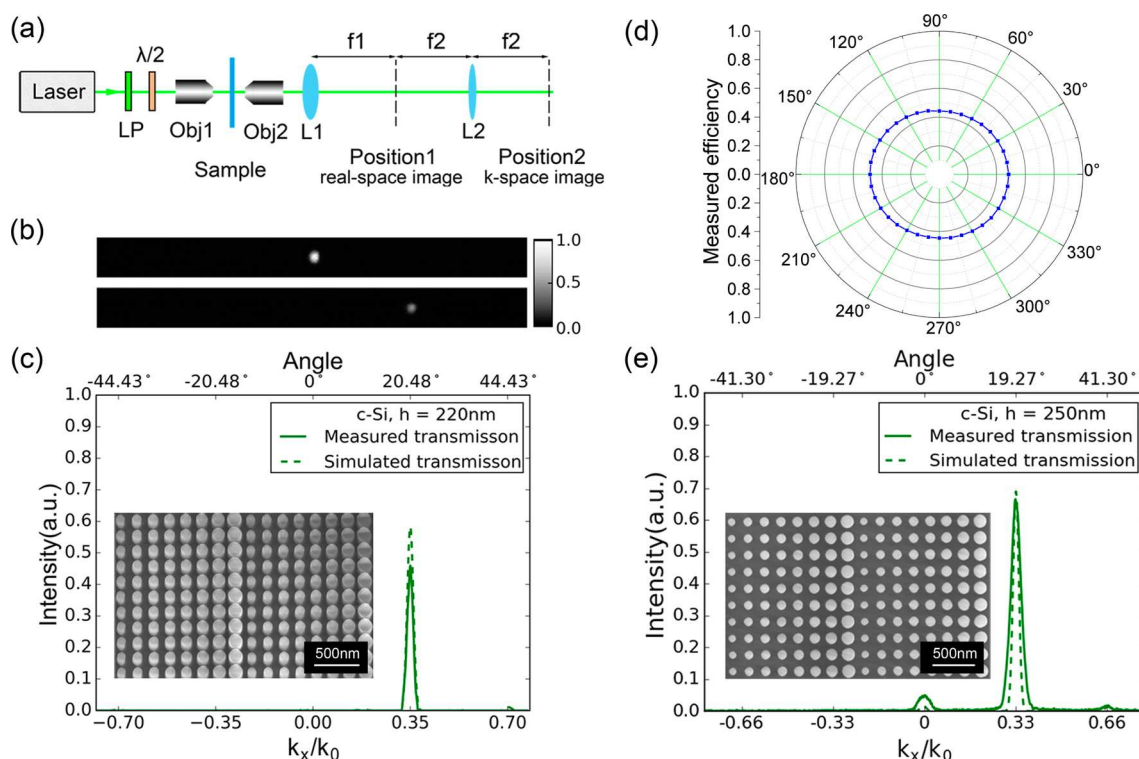 (a)
λ/2
f1
f2
f2
Laser
LP
Obj1
Obj2
L1
L2
Sample
Position1
real-space image
Position2
k-space image
(b)
1.0
0.5
0.0
(c)
Angle
-44.43°
-20.48°
0°
20.48°
44.43°
c-Si, h = 220nm
Measured transmisson
Simulated transmisson
Intensity(a.u.)
1.0
0.9
0.8
0.7
0.6
0.5
0.4
0.3
0.2
0.1
0.0
500nm
−0.70
−0.35
0.00
0.35
0.70
kₓ/k₀
(d)
Measured efficiency
1.0
0.8
0.6
0.4
0.2
0.0
0.2
0.4
0.6
0.8
1.0
90°
60°
30°
0°
330°
300°
270°
240°
210°
180°
150°
120°
(e)
Angle
-41.30°
-19.27°
0°
19.27°
41.30°
c-Si, h = 250nm
Measured transmission
Simulated transmission
Intensity(a.u.)
1.0
0.9
0.8
0.7
0.6
0.5
0.4
0.3
0.2
0.1
0.0
500nm
-0.66
-0.33
0
0.33
0.66
kₓ/k₀